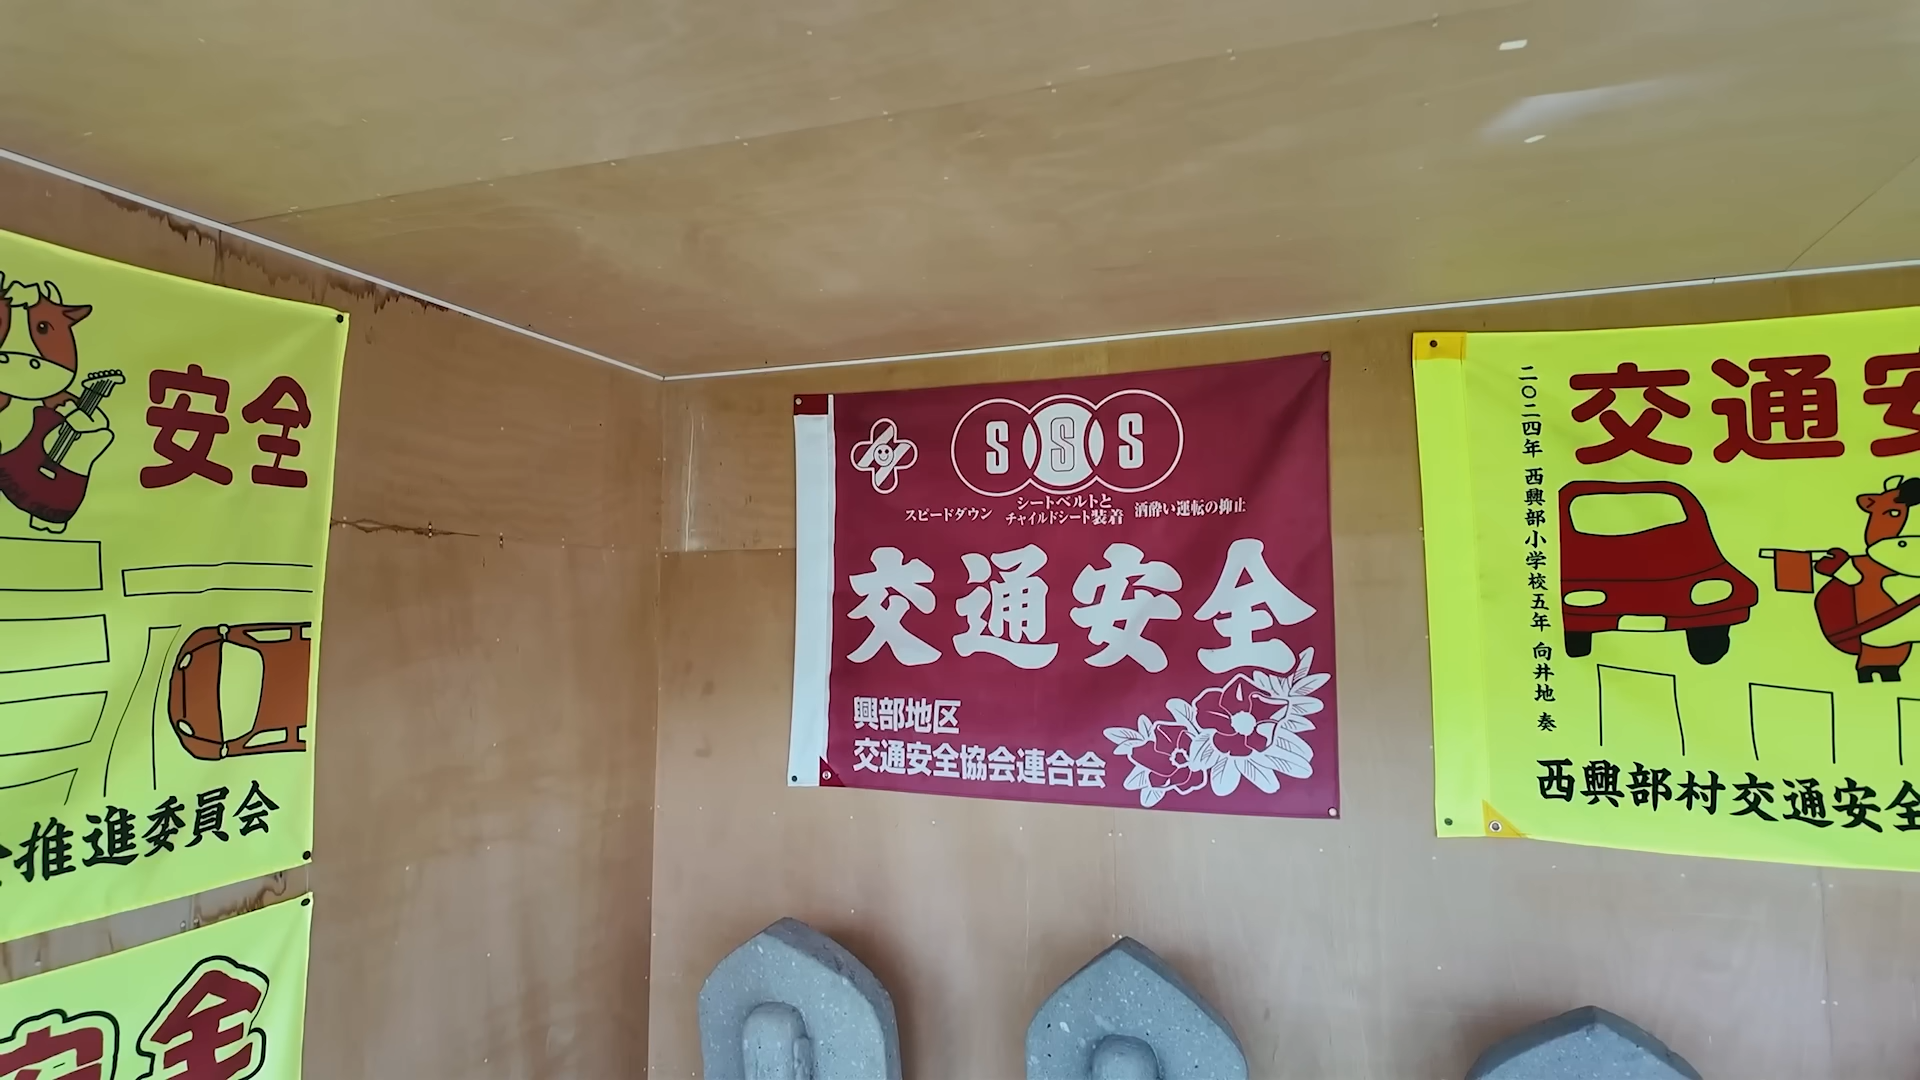 安全
推進委員会
安全
SSS
スピードダウン
シートベルトと
チャイルドシート装着
酒酔い運転の抑止
交通安全
興部地区
交通安全協会連合会
二〇二四年 西興部小学校五年 向井地 奏
交通安
西興部村交通安全